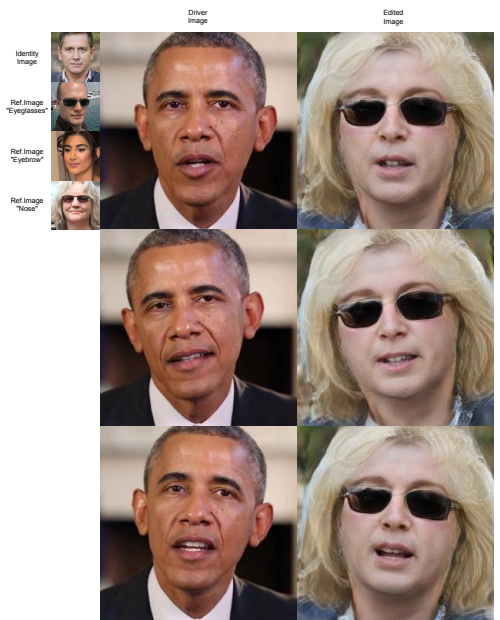 Driver
Image
Edited
Image
Identity
Image
Ref.Image
"Eyeglasses"
Ref.Image
"Eyebrow"
Ref.Image
"Nose"